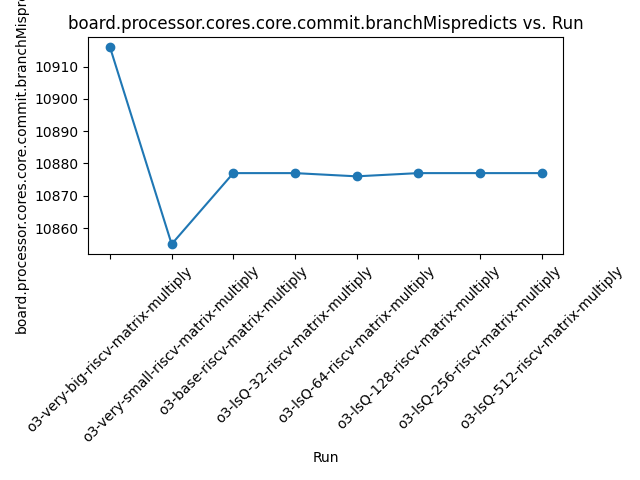 board.processor.cores.core.commit.branchMispredicts vs. Run
board.processor.cores.core.commit.branchMispre
10910
10900
10890
10880
10870
10860
o3-very-big-riscv-matrix-multiply
o3-very-small-riscv-matrix-multiply
o3-base-riscv-matrix-multiply
o3-lsQ-32-riscv-matrix-multiply
o3-lsQ-64-riscv-matrix-multiply
o3-lsQ-128-riscv-matrix-multiply
o3-lsQ-256-riscv-matrix-multiply
o3-lsQ-512-riscv-matrix-multiply
Run